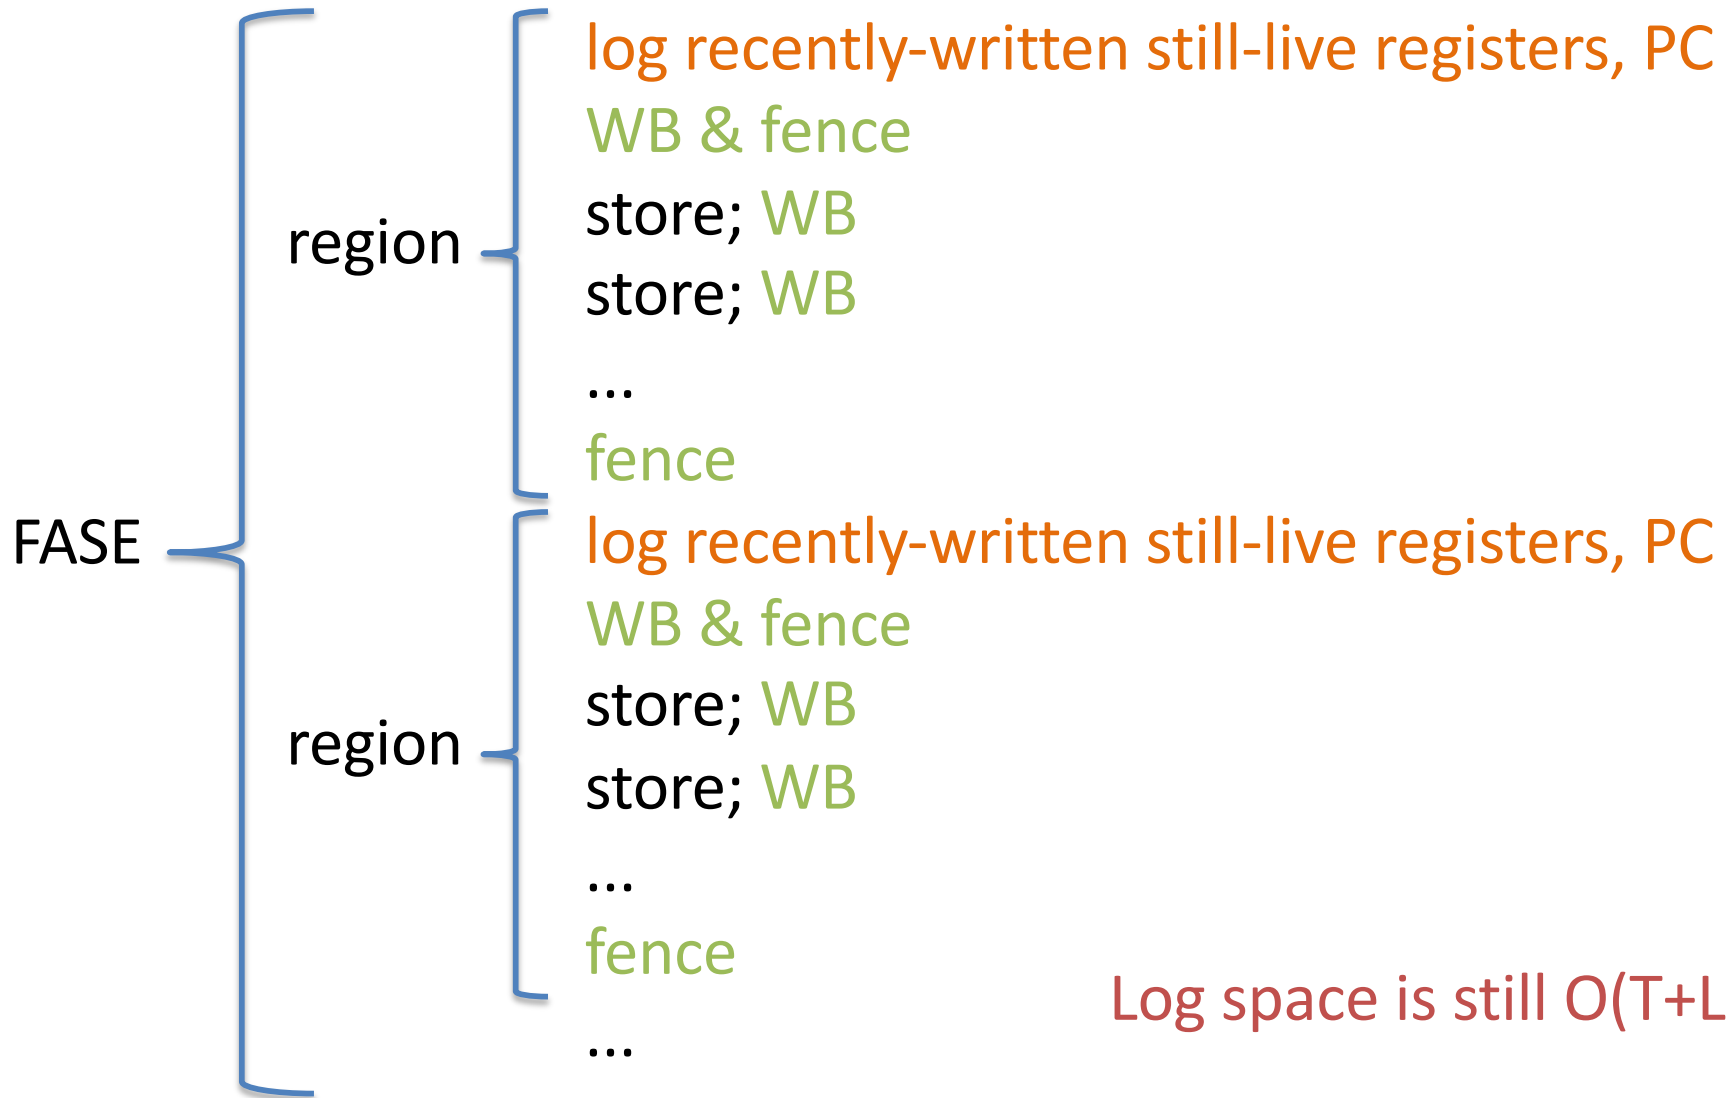 log recently-written still-live registers, PC
WB & fence
store; WB
region
store; WB
...
fence
FASE
log recently-written still-live registers, PC
WB & fence
store; WB
region
store; WB
...
fence
Log space is still O(T+L
...